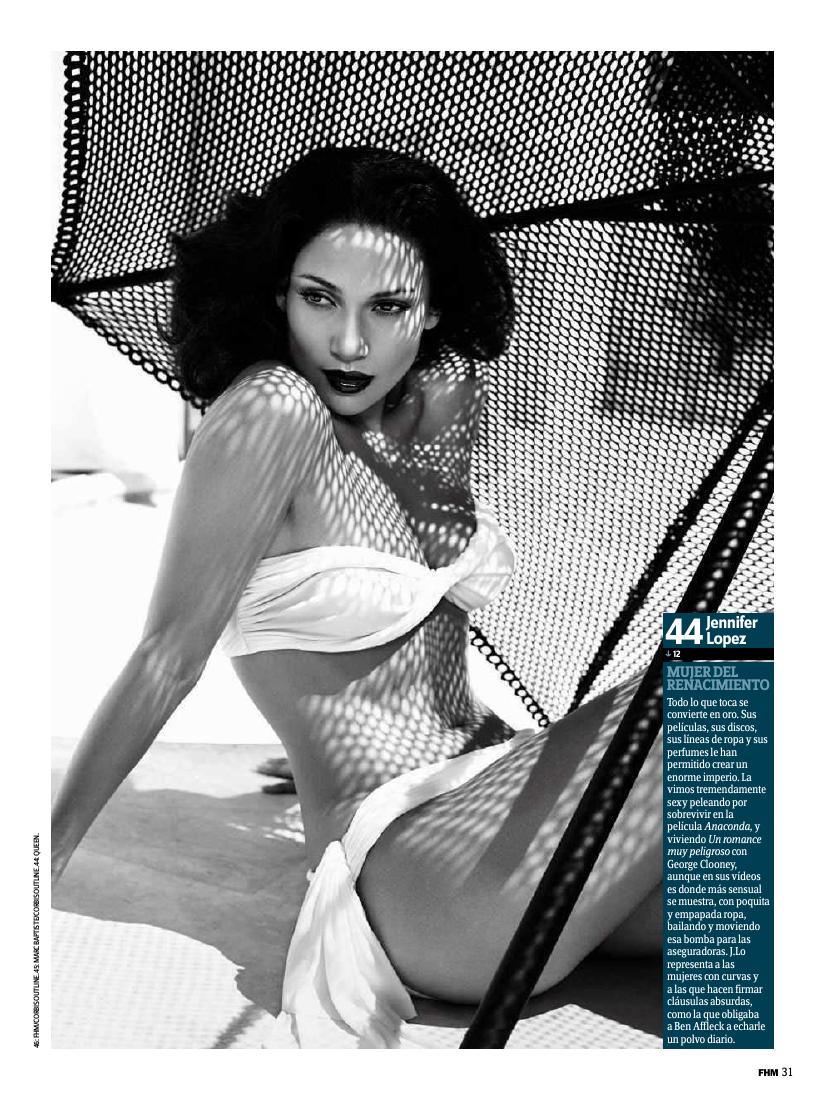 44 Jennifer
Lopez
↓12
MUJER DEL
RENACIMIENTO
Todo lo que toca se
convierte en oro. Sus
películas, sus discos,
sus líneas de ropa y sus
perfumes le han
permitido crear un
enorme imperio. La
vimos tremendamente
sexy peleando por
sobrevivir en la
película Anaconda, y
viviendo Un romance
muy peligroso con
George Clooney,
aunque en sus vídeos
es donde más sensual
se muestra, con poquita
y empapada ropa,
bailando y moviendo
esa bomba para las
aseguradoras. J.Lo
representa a las
mujeres con curvas y
a las que hacen firmar
cláusulas absurdas,
como la que obligaba
a Ben Affleck a echarle
un polvo diario.
46: FHM/CORBIS OUTLINE. 45: MARC BAPTISTE/CORBIS OUTLINE. 44: QUEEN.
FHM 31